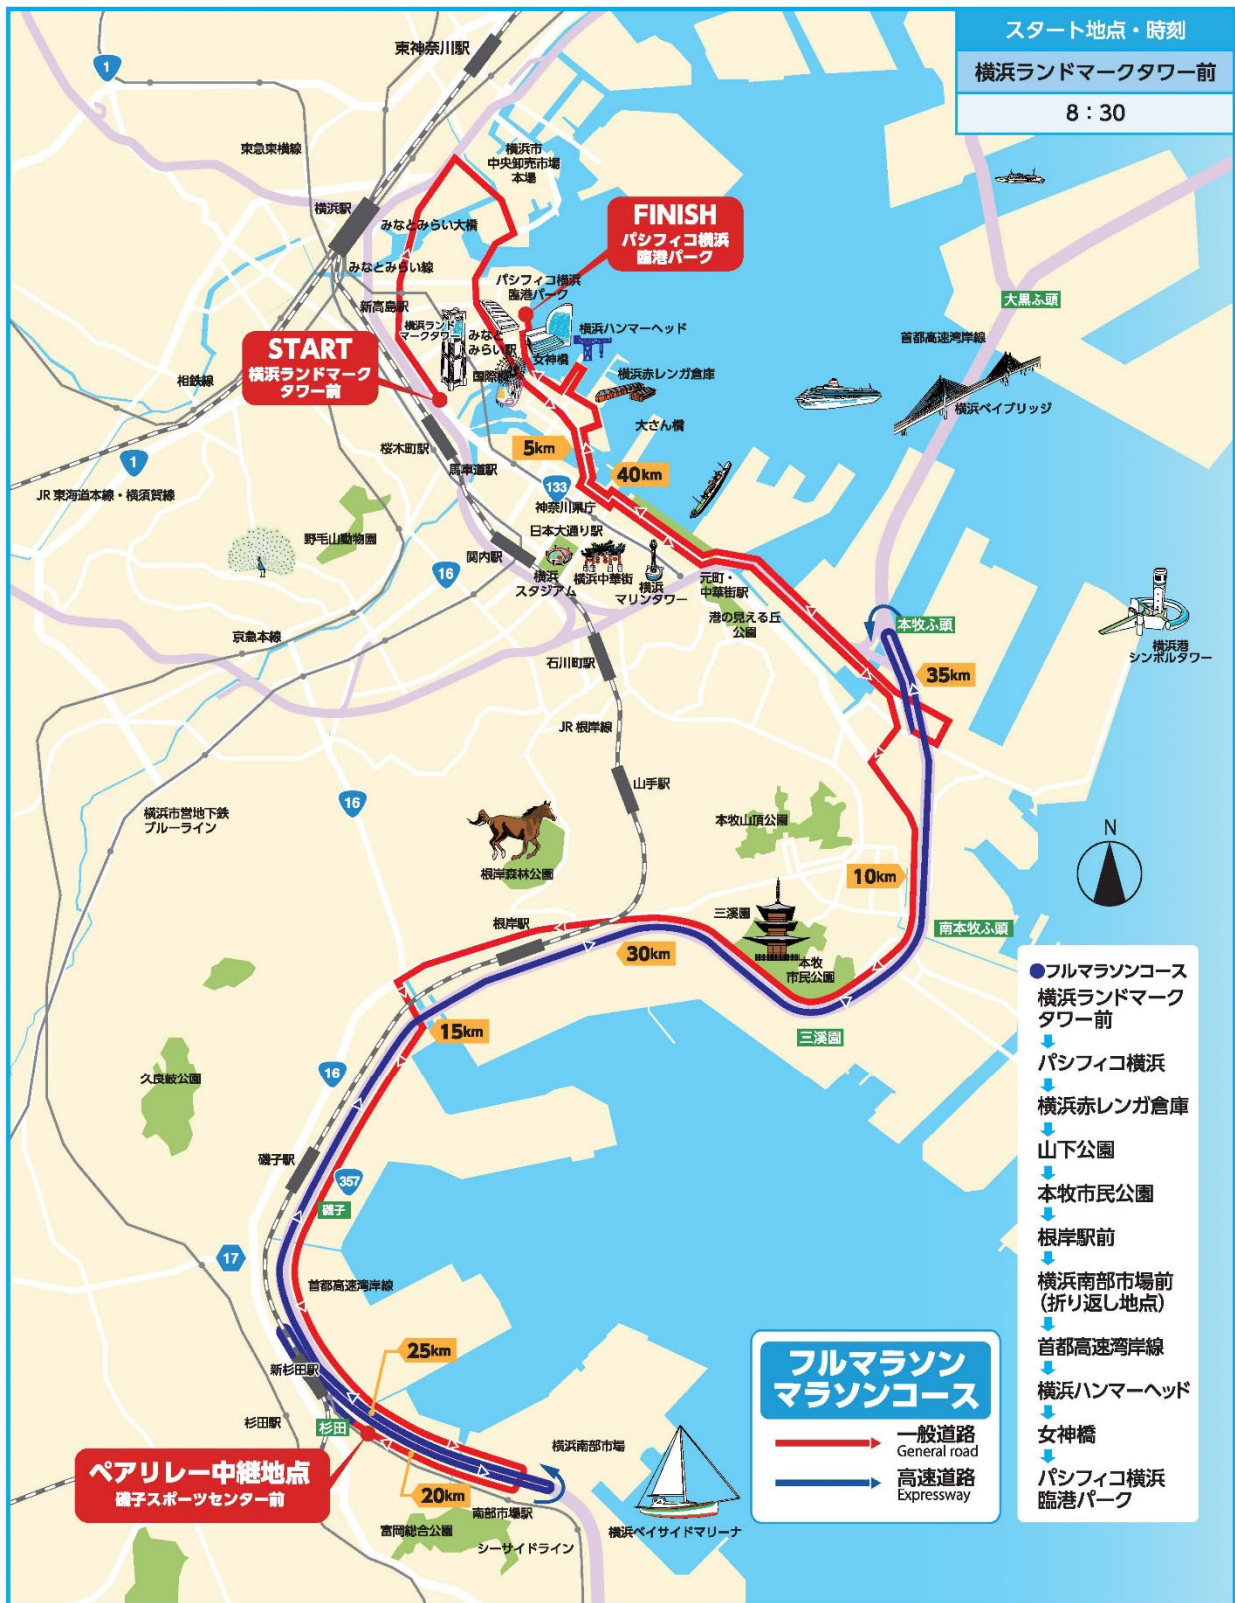 スタート地点・時刻
横浜ランドマークタワー前
8：30
東神奈川駅
1
東急東横線
横浜市
中央卸売市場
本場
横浜駅
みなとみらい大橋
FINISH
パシフィコ横浜
臨港パーク
みなとみらい線
パシフィコ横浜
臨港パーク
新高島駅
横浜ランド
マークタワー
みなと
みらい駅
横浜ハンマーヘッド
大黒ふ頭
首都高速湾岸線
START
横浜ランドマーク
タワー前
女神橋
国際橋
横浜赤レンガ倉庫
横浜ベイブリッジ
相鉄線
大さん橋
桜木町駅
5km
1
馬車道駅
40km
JR 東海道本線・横須賀線
133
神奈川県庁
日本大通り駅
野毛山動物園
関内駅
16
横浜
スタジアム
横浜中華街
横浜
マリンタワー
元町・
中華街駅
港の見える丘
公園
本牧ふ頭
横浜港
シンボルタワー
京急本線
石川町駅
35km
JR 根岸線
山手駅
横浜市営地下鉄
ブルーライン
16
本牧山頂公園
N
根岸森林公園
10km
三溪園
根岸駅
南本牧ふ頭
30km
本牧
市民公園
15km
三溪園
16
久良岐公園
磯子駅
357
磯子
17
首都高速湾岸線
25km
新杉田駅
杉田駅
杉田
横浜南部市場
ペアリレー中継地点
磯子スポーツセンター前
20km
南部市場駅
富岡総合公園
シーサイドライン
横浜ベイサイドマリーナ
フルマラソン
マラソンコース
一般道路
General road
高速道路
Expressway
●フルマラソンコース
横浜ランドマーク
タワー前
パシフィコ横浜
横浜赤レンガ倉庫
山下公園
本牧市民公園
根岸駅前
横浜南部市場前
(折り返し地点)
首都高速湾岸線
横浜ハンマーヘッド
女神橋
パシフィコ横浜
臨港パーク